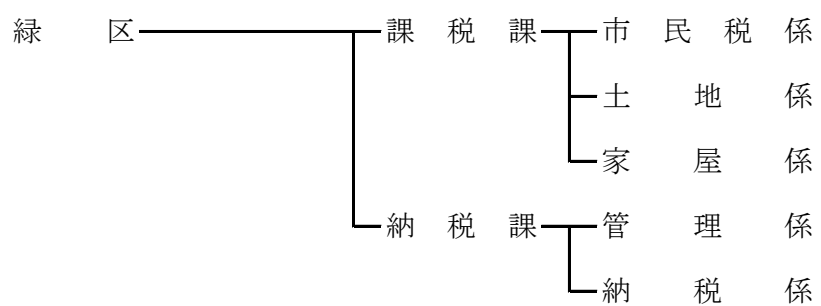 緑区 課税課 市民税係
土地係
家屋係
納税課 管理係
納税係